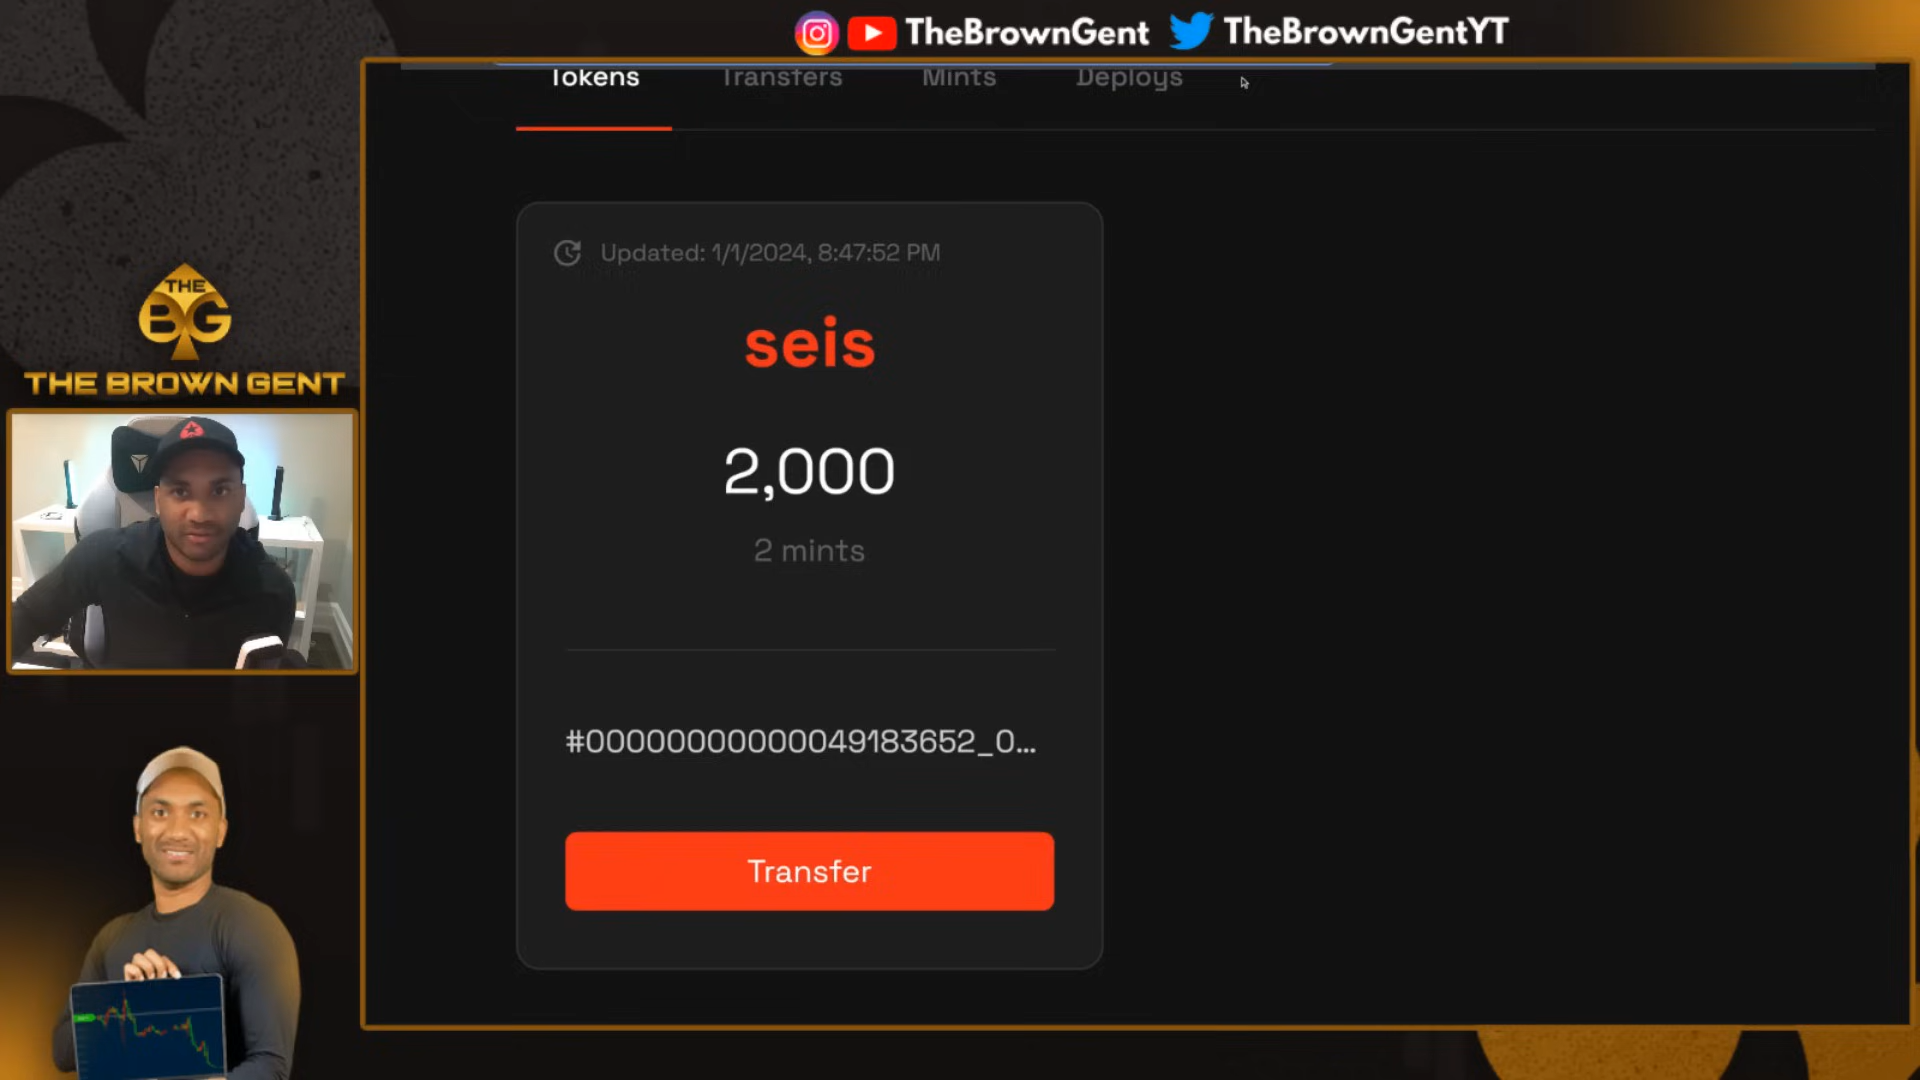 TheBrownGent TheBrownGentYT
Tokens Transfers Mints Deploys
Updated: 1/1/2024, 8:47:52 PM
THE
BG
THE BROWN GENT
seis
2,000
2 mints
#00000000000049183652_0...
Transfer